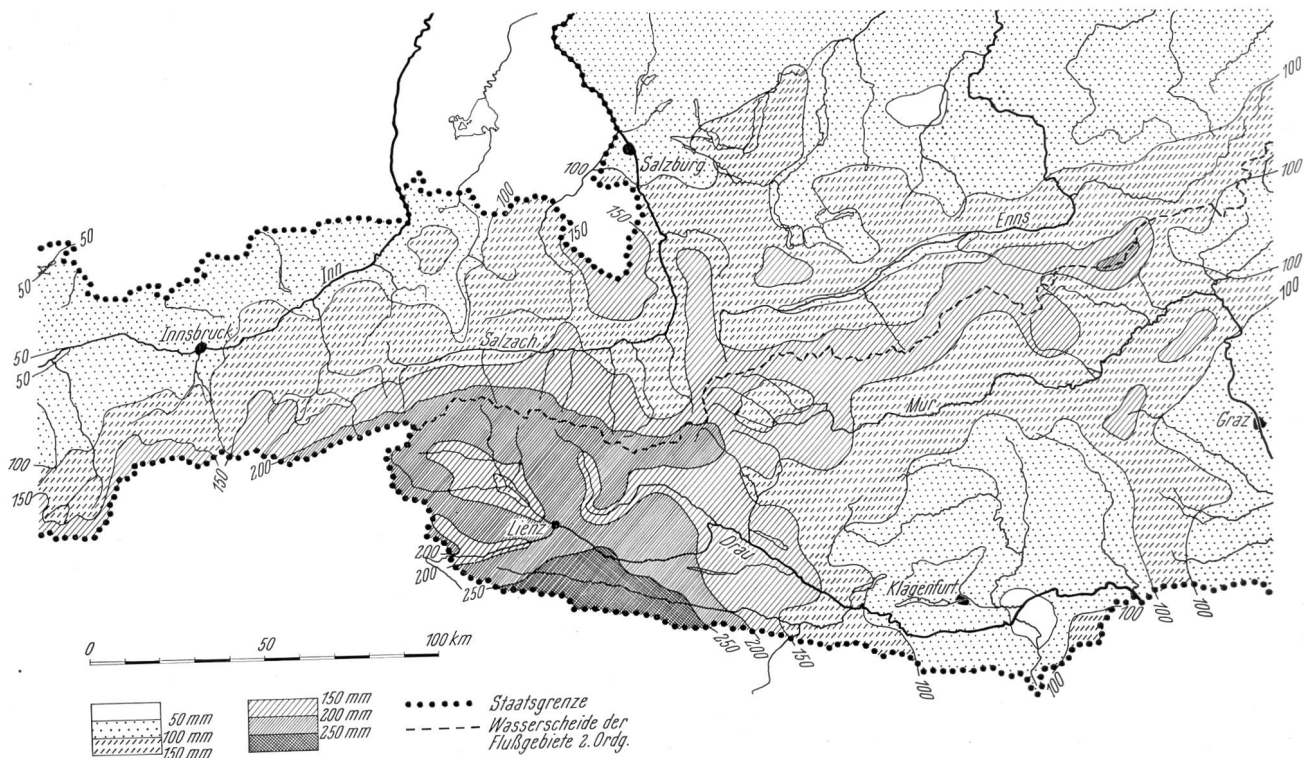 100
100
Salzburg
100
100
150
Enns
50
150
50
Inn
100
100
Innsbruck
50
Salzach
50
Mur
Graz
100
150
150
200
Lienz
Drau
200
200
250
Klagenfurt
250
200
150
100
100
100
100
100
0 50 100 km
50 mm
100 mm
150 mm
150 mm
200 mm
250 mm
Staatsgrenze
Wasserscheide der
Flußgebiete 2. Ordg.